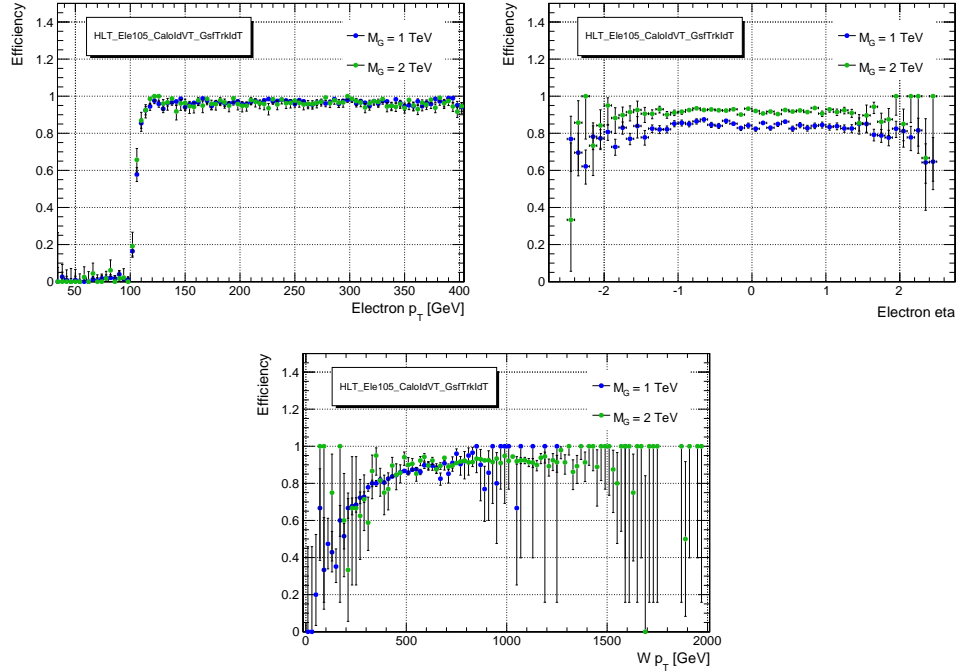 Efficiency
HLT_Ele105_CaloIdVT_GsfTrkIdT
M_G = 1 TeV
M_G = 2 TeV
1.4
1.2
1
0.8
0.6
0.4
0.2
0
50 100 150 200 250 300 350 400
Electron p_T [GeV]
Efficiency
HLT_Ele105_CaloIdVT_GsfTrkIdT
M_G = 1 TeV
M_G = 2 TeV
1.4
1.2
1
0.8
0.6
0.4
0.2
0
-2 -1 0 1 2
Electron eta
Efficiency
HLT_Ele105_CaloIdVT_GsfTrkIdT
M_G = 1 TeV
M_G = 2 TeV
1.4
1.2
1
0.8
0.6
0.4
0.2
0
0 500 1000 1500 2000
W p_T [GeV]